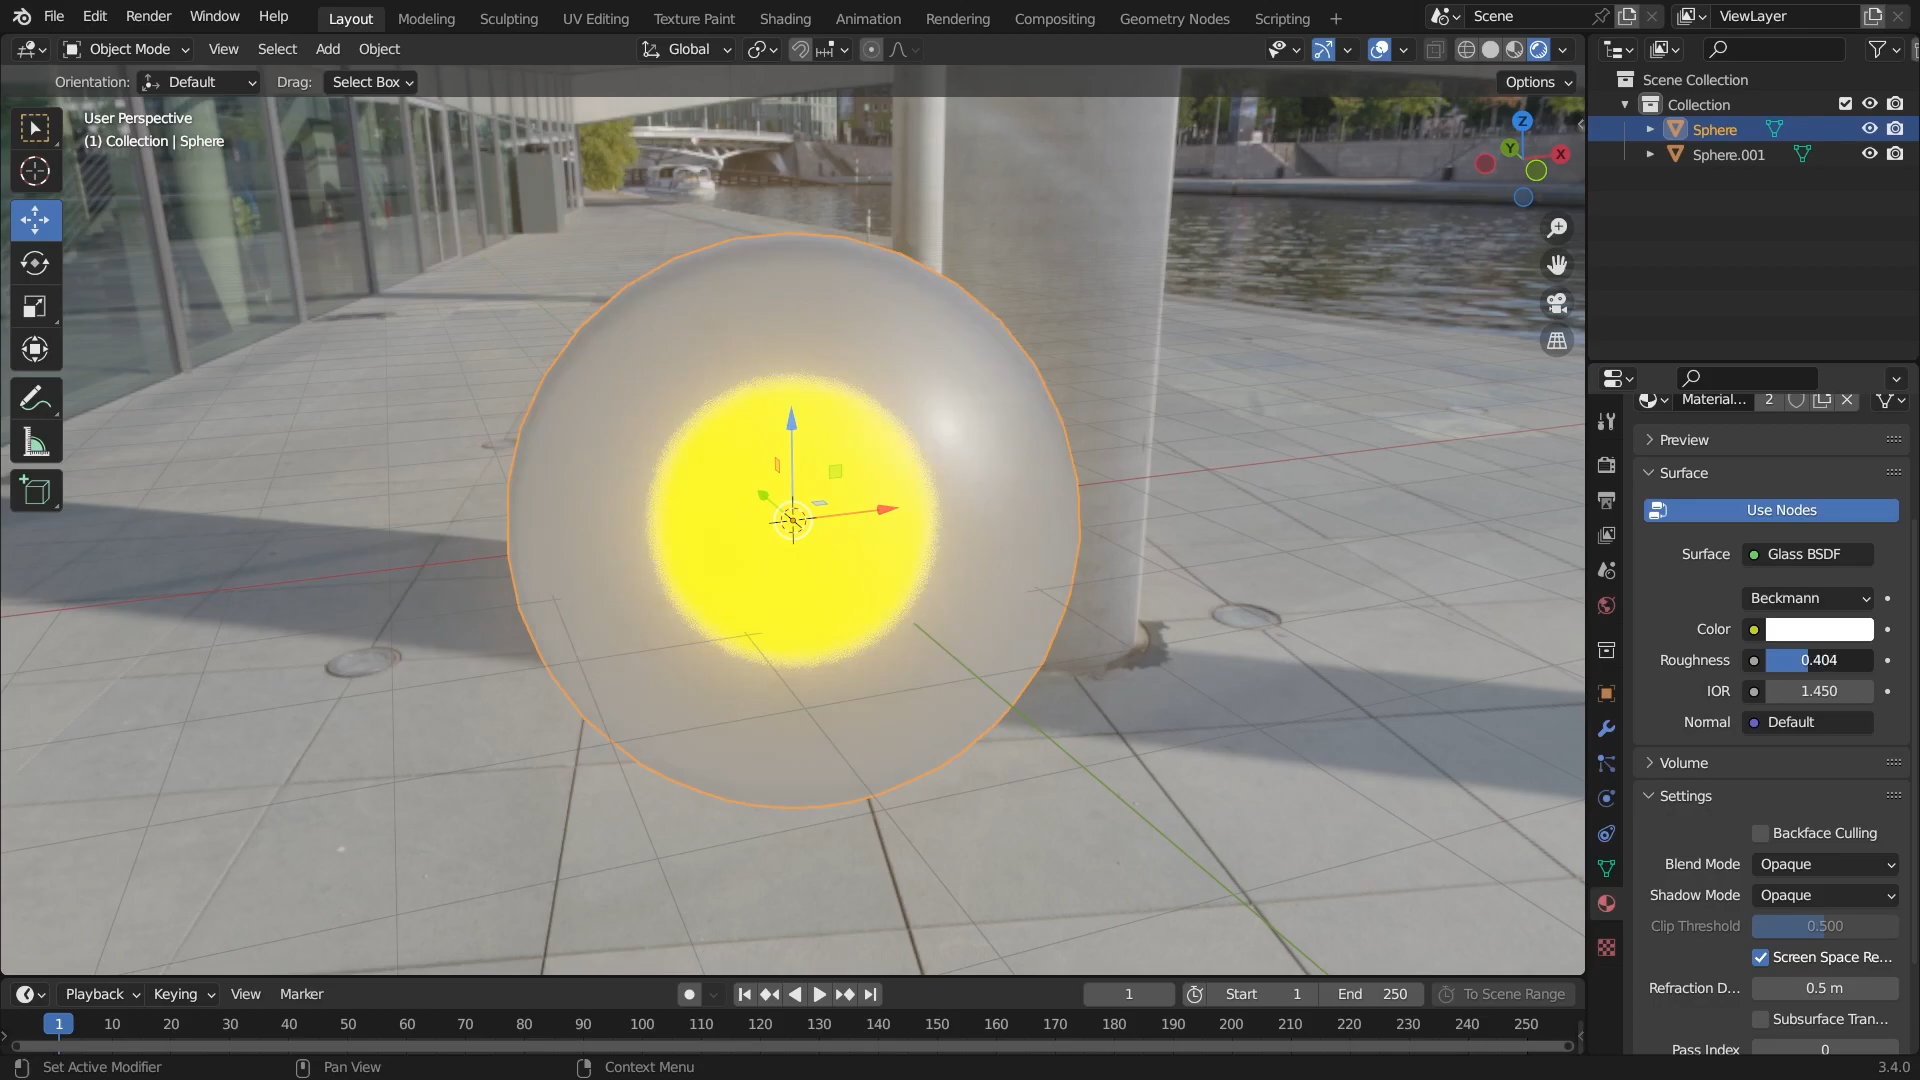 File Edit Render Window Help Layout Modeling Sculpting UV Editing Texture Paint Shading Animation Rendering Compositing Geometry Nodes Scripting + Scene ViewLayer
Object Mode View Select Add Object Global
Orientation: Default Drag: Select Box Options
User Perspective
(1) Collection | Sphere
Z
Y
X
Scene Collection
Collection
Sphere
Sphere.001
Material... 2
Preview
Surface
Use Nodes
Surface Glass BSDF
Beckmann
Color
Roughness 0.404
IOR 1.450
Normal Default
Volume
Settings
Backface Culling
Blend Mode Opaque
Shadow Mode Opaque
Clip Threshold 0.500
Screen Space Re...
Refraction D... 0.5 m
Subsurface Tran...
Pass Index 0
Playback Keying View Marker 1 Start 1 End 250 To Scene Range
1 10 20 30 40 50 60 70 80 90 100 110 120 130 140 150 160 170 180 190 200 210 220 230 240 250
Set Active Modifier Pan View Context Menu 3.4.0